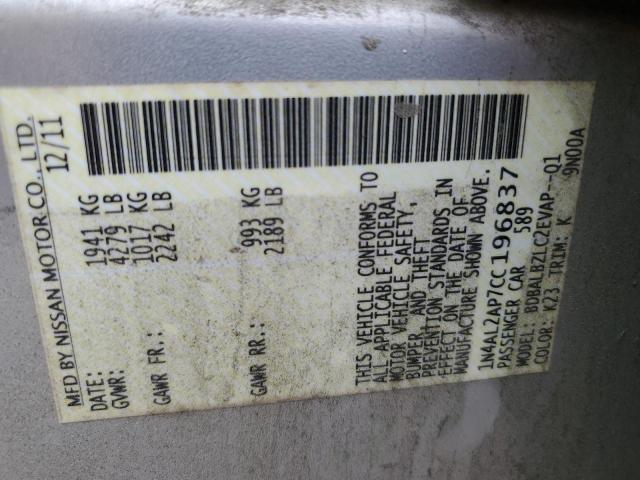 MFD BY NISSAN MOTOR CO., LTD.
DATE: 12/11
GVWR: 1941 KG
4279 LB
GAWR FR.: 1017 KG
2242 LB
GAWR RR.: 993 KG
2189 LB
THIS VEHICLE CONFORMS TO
ALL APPLICABLE FEDERAL
MOTOR VEHICLE SAFETY,
BUMPER, AND THEFT
PREVENTION STANDARDS IN
EFFECT ON THE DATE OF
MANUFACTURE SHOWN ABOVE.
1N4AL2AP7CC196837
PASSENGER CAR 589
MODEL: BDBALBZLCZEVAP--Q1
COLOR: K23 TRIM: K 9N00A